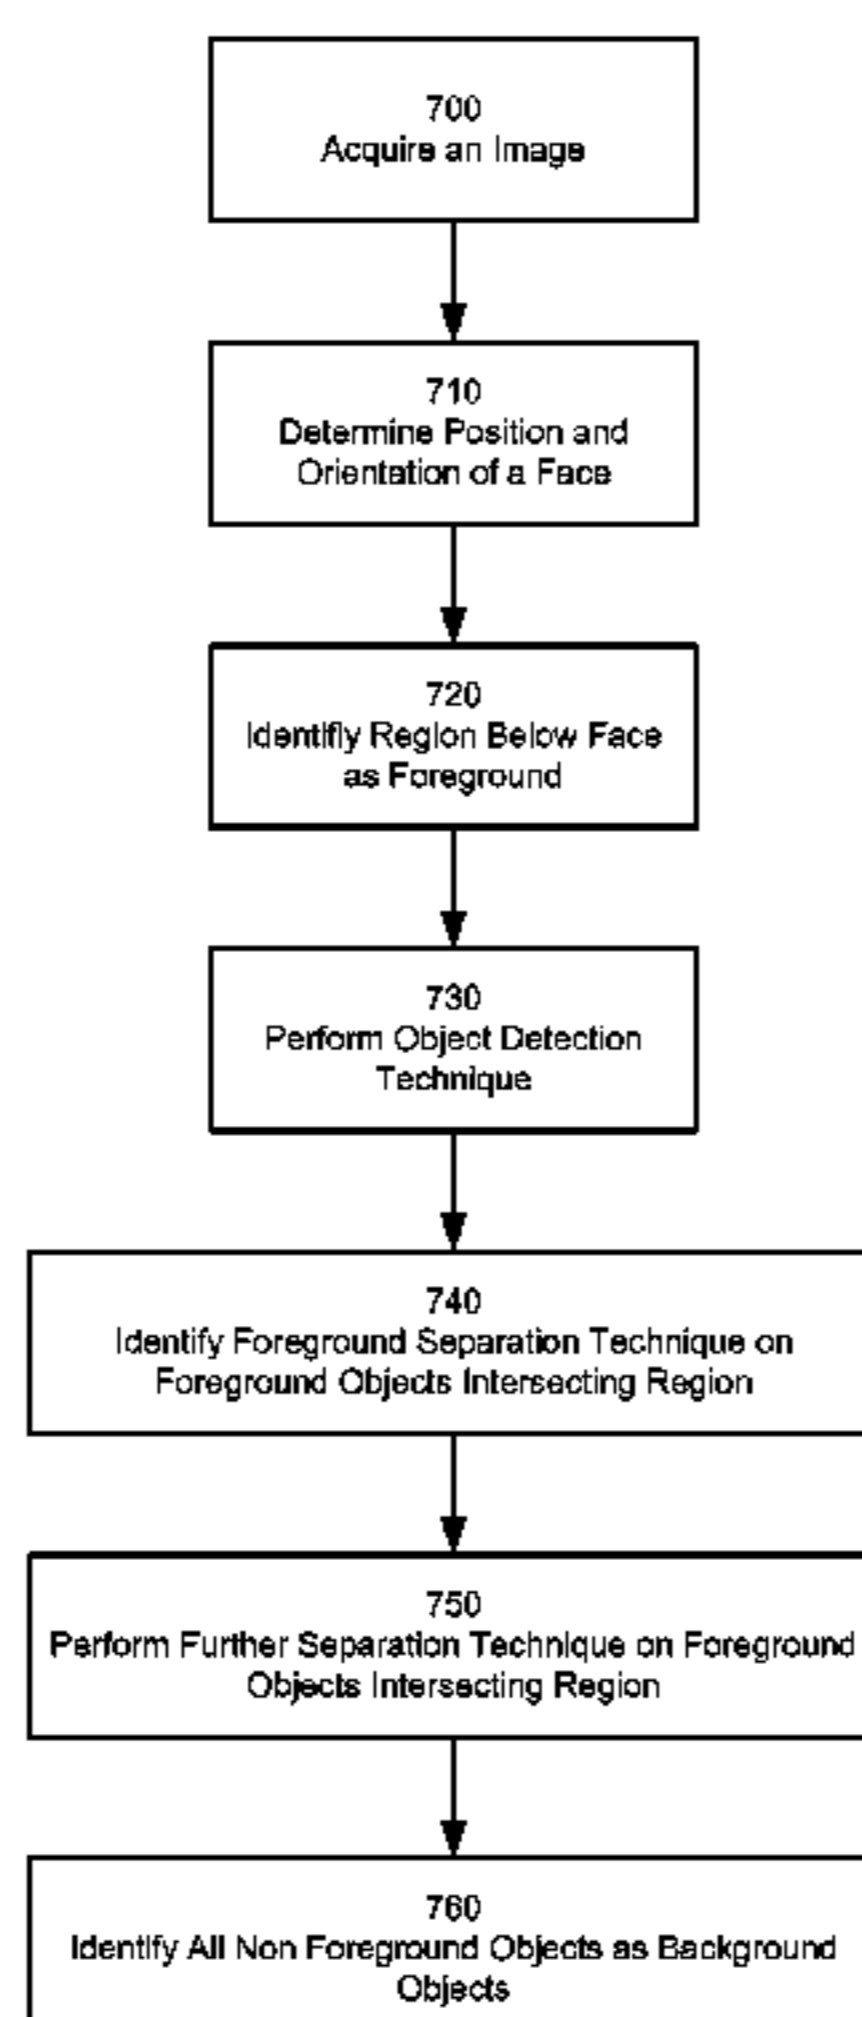 700
Acquire an Image
710
Determine Position and
Orientation of a Face
720
Identifiy Region Below Face
as Foreground
730
Perform Object Detection
Technique
740
Identify Foreground Separation Technique on
Foreground Objects Intersecting Region
750
Perform Further Separation Technique on Foreground
Objects Intersecting Region
760
Identify All Non Foreground Objects as Background
Objects